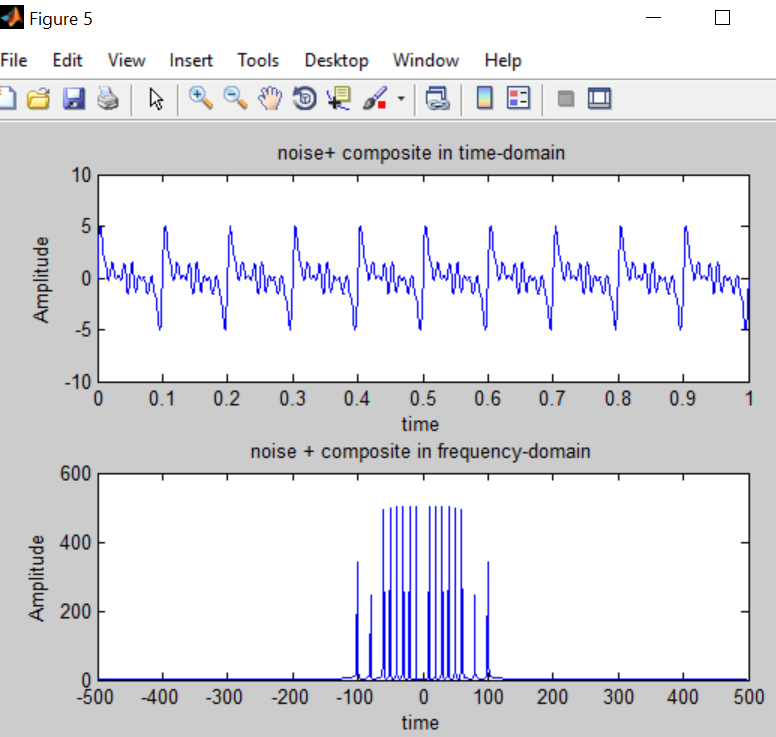 Figure 5
File Edit View Insert Tools Desktop Window Help
noise+ composite in time-domain
10
5
0
-5
-10
Amplitude
0 0.1 0.2 0.3 0.4 0.5 0.6 0.7 0.8 0.9 1
time
noise + composite in frequency-domain
600
400
200
0
Amplitude
-500 -400 -300 -200 -100 0 100 200 300 400 500
time